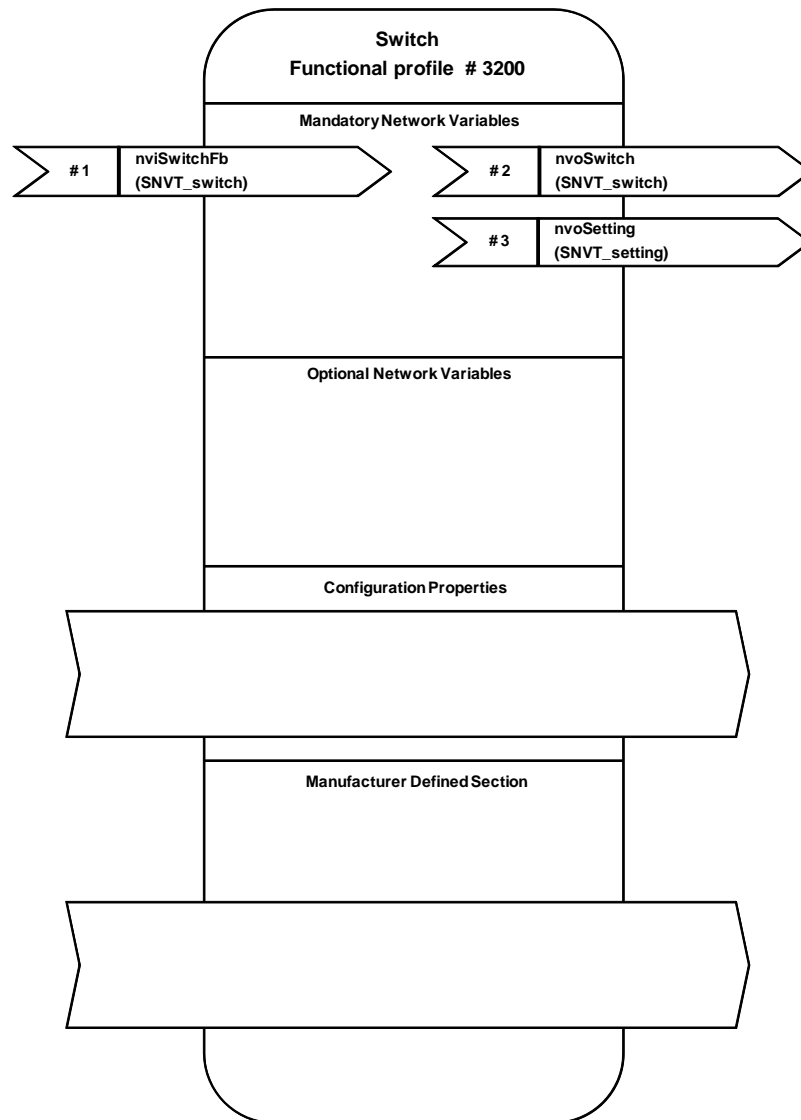 Switch
Functional profile # 3200
Mandatory Network Variables
# 1
nviSwitchFb
(SNVT_switch)
# 2
nvoSwitch
(SNVT_switch)
# 3
nvoSetting
(SNVT_setting)
Optional Network Variables
Configuration Properties
Manufacturer Defined Section